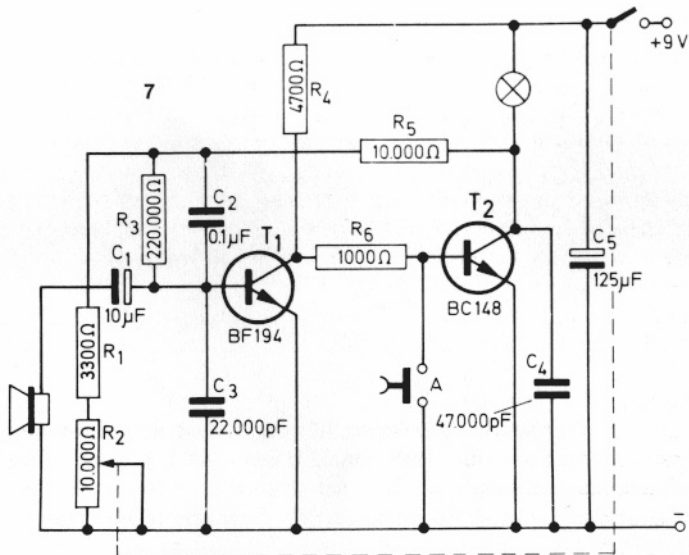 +9 V
7
R4
4700Ω
R5
10.000Ω
R3
220.000Ω
C2
0.1µF
T1
BF194
R6
1000Ω
T2
BC148
C5
125µF
C1
10µF
R1
3300Ω
R2
10.000Ω
C3
22.000pF
A
C4
47.000pF
−